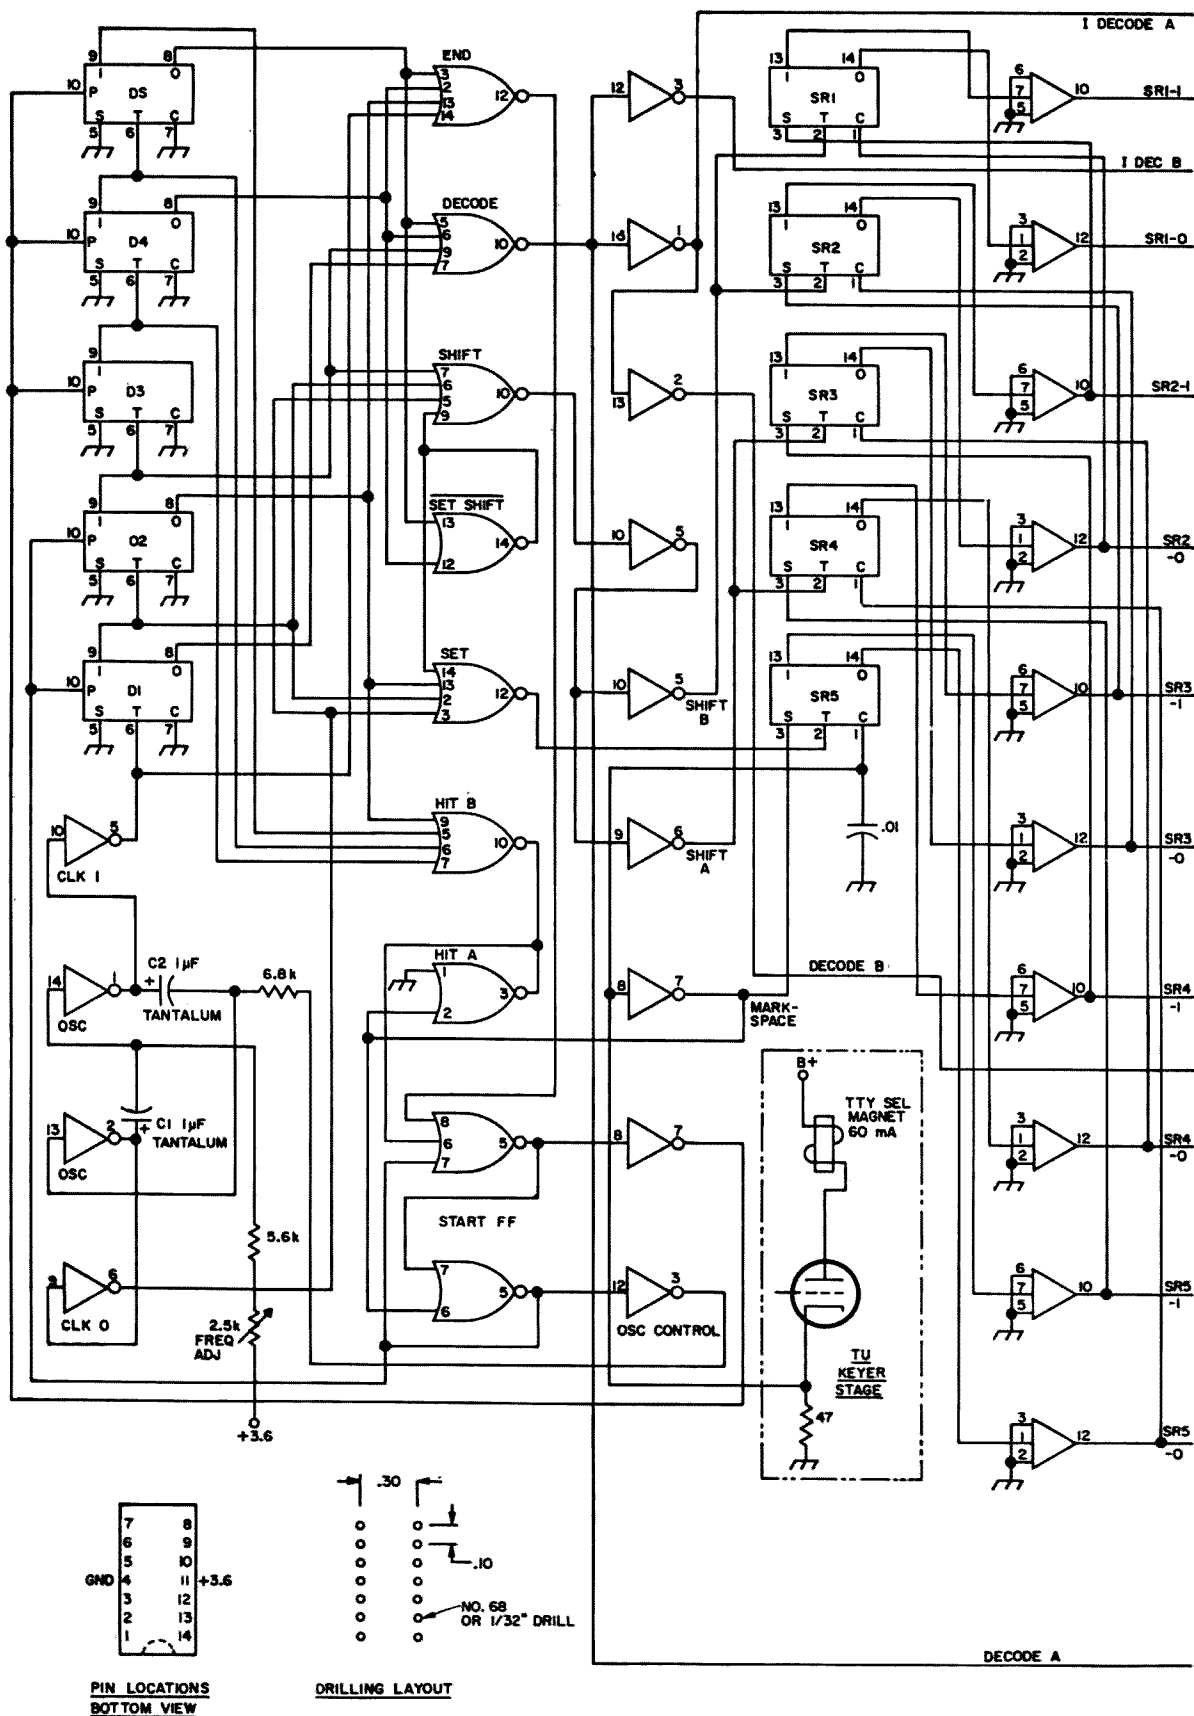 I DECODE A
9 8
10 P I O
DS
S T C
5 6 7
9 8
10 P I O
D4
S T C
5 6 7
9
10 P I
D3
S T C
5 6 7
9 8
10 P I O
02
S T C
5 6 7
9 8
10 P I O
D1
S T C
5 6 7
10 5
CLK 1
14 1
OSC
C2 1µF
+
TANTALUM
6.8k
13 2
OSC
C1 1µF
+ TANTALUM
9 6
CLK 0
5.6k
2.5k
FREQ
ADJ
+3.6
END
3
2
13
14
12
DECODE
5
6
9
7
10
SHIFT
7
6
5
9
10
SET SHIFT
13
12
14
SET
14
13
2
3
12
HIT B
9
5
6
7
10
HIT A
1
2
3
8
6
7
5
START FF
7
6
5
12 3
16 1
13 2
10 5
10 5
SHIFT
B
9 6
SHIFT
A
8 7
MARK-
SPACE
8 7
12 3
OSC CONTROL
13 14
I O
SR1
S T C
3 2 1
13 14
I O
SR2
S T C
3 2 1
13 14
I O
SR3
S T C
3 2 1
13 14
I O
SR4
S T C
3 2 1
13 14
I O
SR5
S T C
3 2 1
.01
DECODE B
B+
TTY SEL
MAGNET
60 mA
TU
KEYER
STAGE
47
6
7
5
10
SR1-1
I DEC B
3
1
2
12
SR1-0
6
7
5
10
SR2-1
3
1
2
12
SR2
-0
6
7
5
10
SR3
-1
3
1
2
12
SR3
-0
6
7
5
10
SR4
-1
3
1
2
12
SR4
-0
6
7
5
10
SR5
-1
3
1
2
12
SR5
-0
DECODE A
7 8
6 9
5 10
GND 4 11 +3.6
3 12
2 13
1 14
PIN LOCATIONS
BOTTOM VIEW
.30
.10
NO. 68
OR 1/32" DRILL
DRILLING LAYOUT